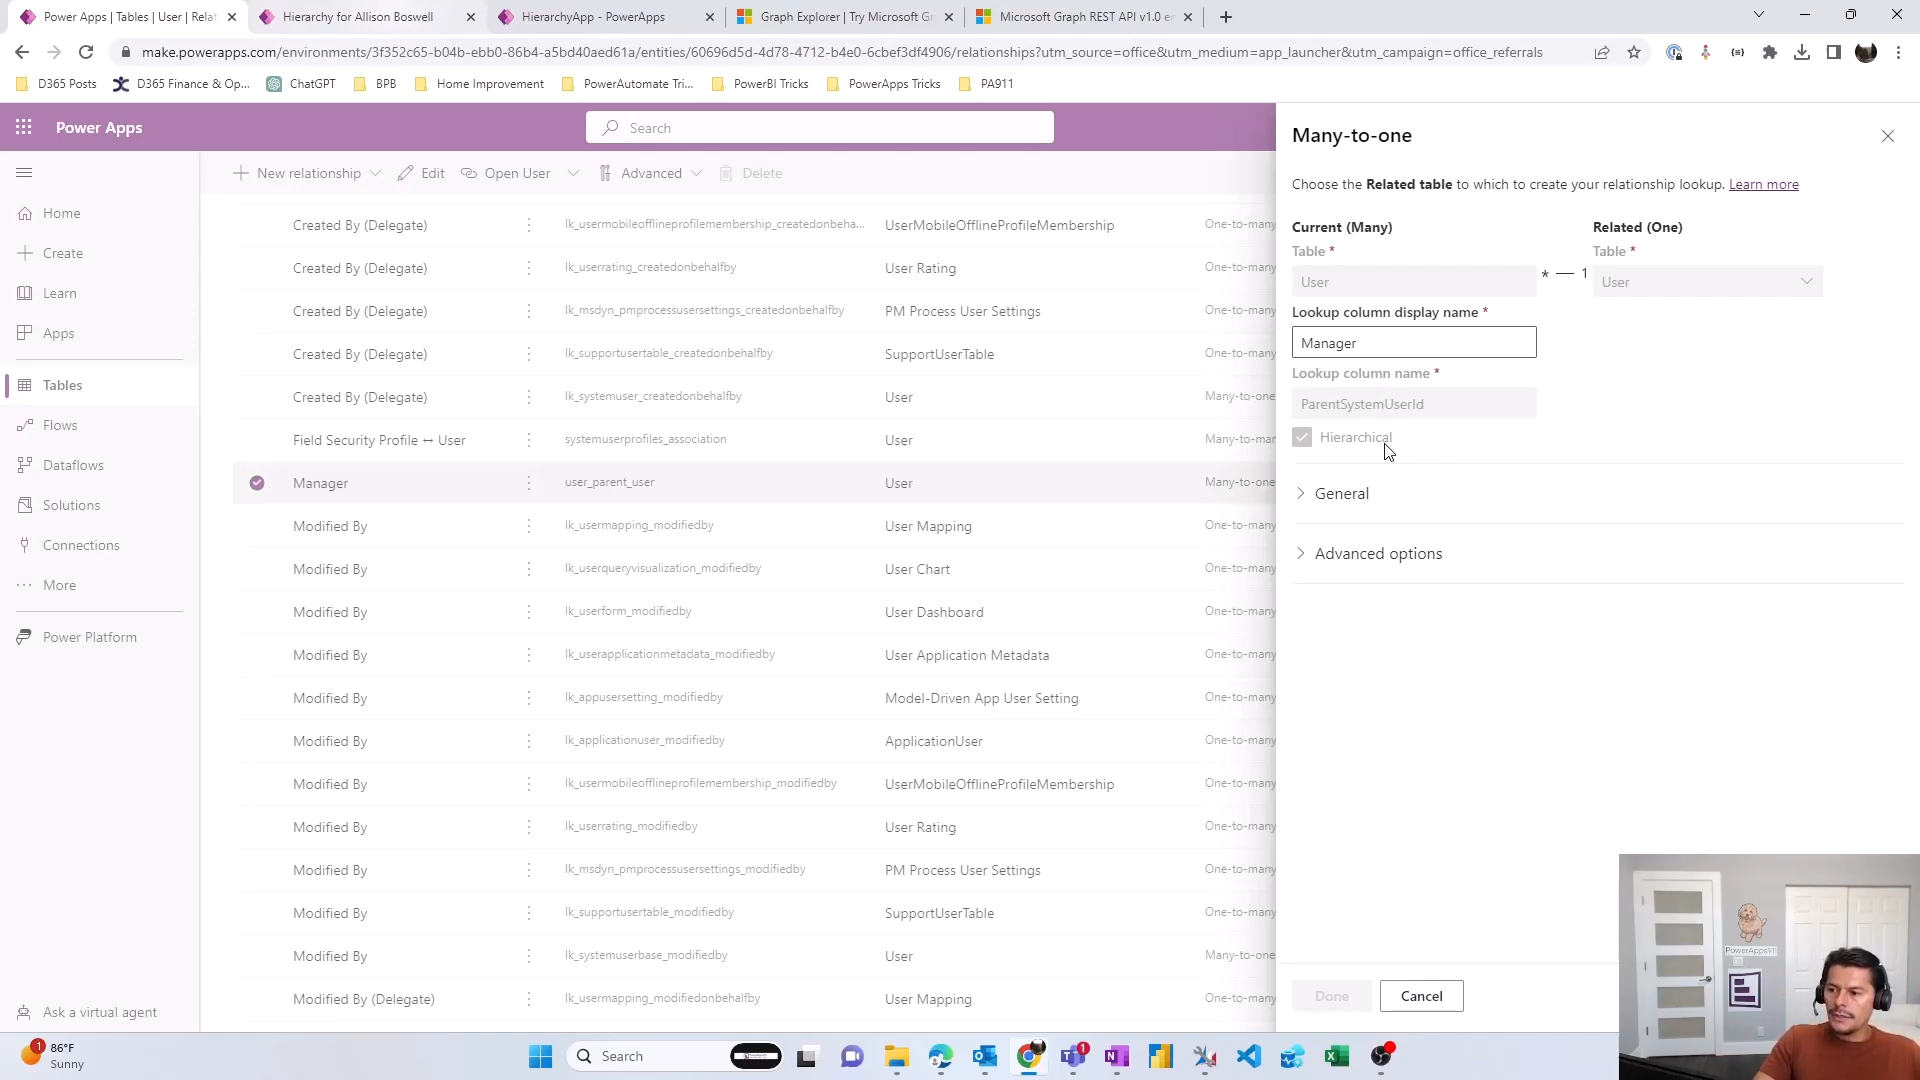 Power Apps | Tables | User | Relat
Hierarchy for Allison Boswell
HierarchyApp - PowerApps
Graph Explorer | Try Microsoft Gr
Microsoft Graph REST API v1.0 e
make.powerapps.com/environments/3f352c65-b04b-ebb0-86b4-a5bd40aed61a/entities/60696d5d-4d78-4712-b4e0-6cbef3df4906/relationships?utm_source=office&utm_medium=app_launcher&utm_campaign=office_referrals
D365 Posts
D365 Finance & Op...
ChatGPT
BPB
Home Improvement
PowerAutomate Tri...
PowerBI Tricks
PowerApps Tricks
PA911
Power Apps
Search
New relationship
Edit
Open User
Advanced
Delete
Home
Create
Learn
Apps
Tables
Flows
Dataflows
Solutions
Connections
More
Power Platform
Ask a virtual agent
Created By (Delegate) lk_usermobileofflineprofilemembership_createdonbeha... UserMobileOfflineProfileMembership One-to-many
Created By (Delegate) lk_userrating_createdonbehalfby User Rating One-to-many
Created By (Delegate) lk_msdyn_pmprocessusersettings_createdonbehalfby PM Process User Settings One-to-many
Created By (Delegate) lk_supportusertable_createdonbehalfby SupportUserTable One-to-many
Created By (Delegate) lk_systemuser_createdonbehalfby User Many-to-one
Field Security Profile ↔ User systemuserprofiles_association User Many-to-mar
Manager user_parent_user User Many-to-one
Modified By lk_usermapping_modifiedby User Mapping One-to-many
Modified By lk_userqueryvisualization_modifiedby User Chart One-to-many
Modified By lk_userform_modifiedby User Dashboard One-to-many
Modified By lk_userapplicationmetadata_modifiedby User Application Metadata One-to-many
Modified By lk_appusersetting_modifiedby Model-Driven App User Setting One-to-many
Modified By lk_applicationuser_modifiedby ApplicationUser One-to-many
Modified By lk_usermobileofflineprofilemembership_modifiedby UserMobileOfflineProfileMembership One-to-many
Modified By lk_userrating_modifiedby User Rating One-to-many
Modified By lk_msdyn_pmprocessusersettings_modifiedby PM Process User Settings One-to-many
Modified By lk_supportusertable_modifiedby SupportUserTable One-to-many
Modified By lk_systemuserbase_modifiedby User Many-to-one
Modified By (Delegate) lk_usermapping_modifiedonbehalfby User Mapping One-to-many
Many-to-one
Choose the Related table to which to create your relationship lookup. Learn more
Current (Many) Related (One)
Table * Table *
User * — 1 User
Lookup column display name *
Manager
Lookup column name *
ParentSystemUserId
Hierarchical
General
Advanced options
Done
Cancel
PowerApps911
1
86°F
Sunny
Search
1